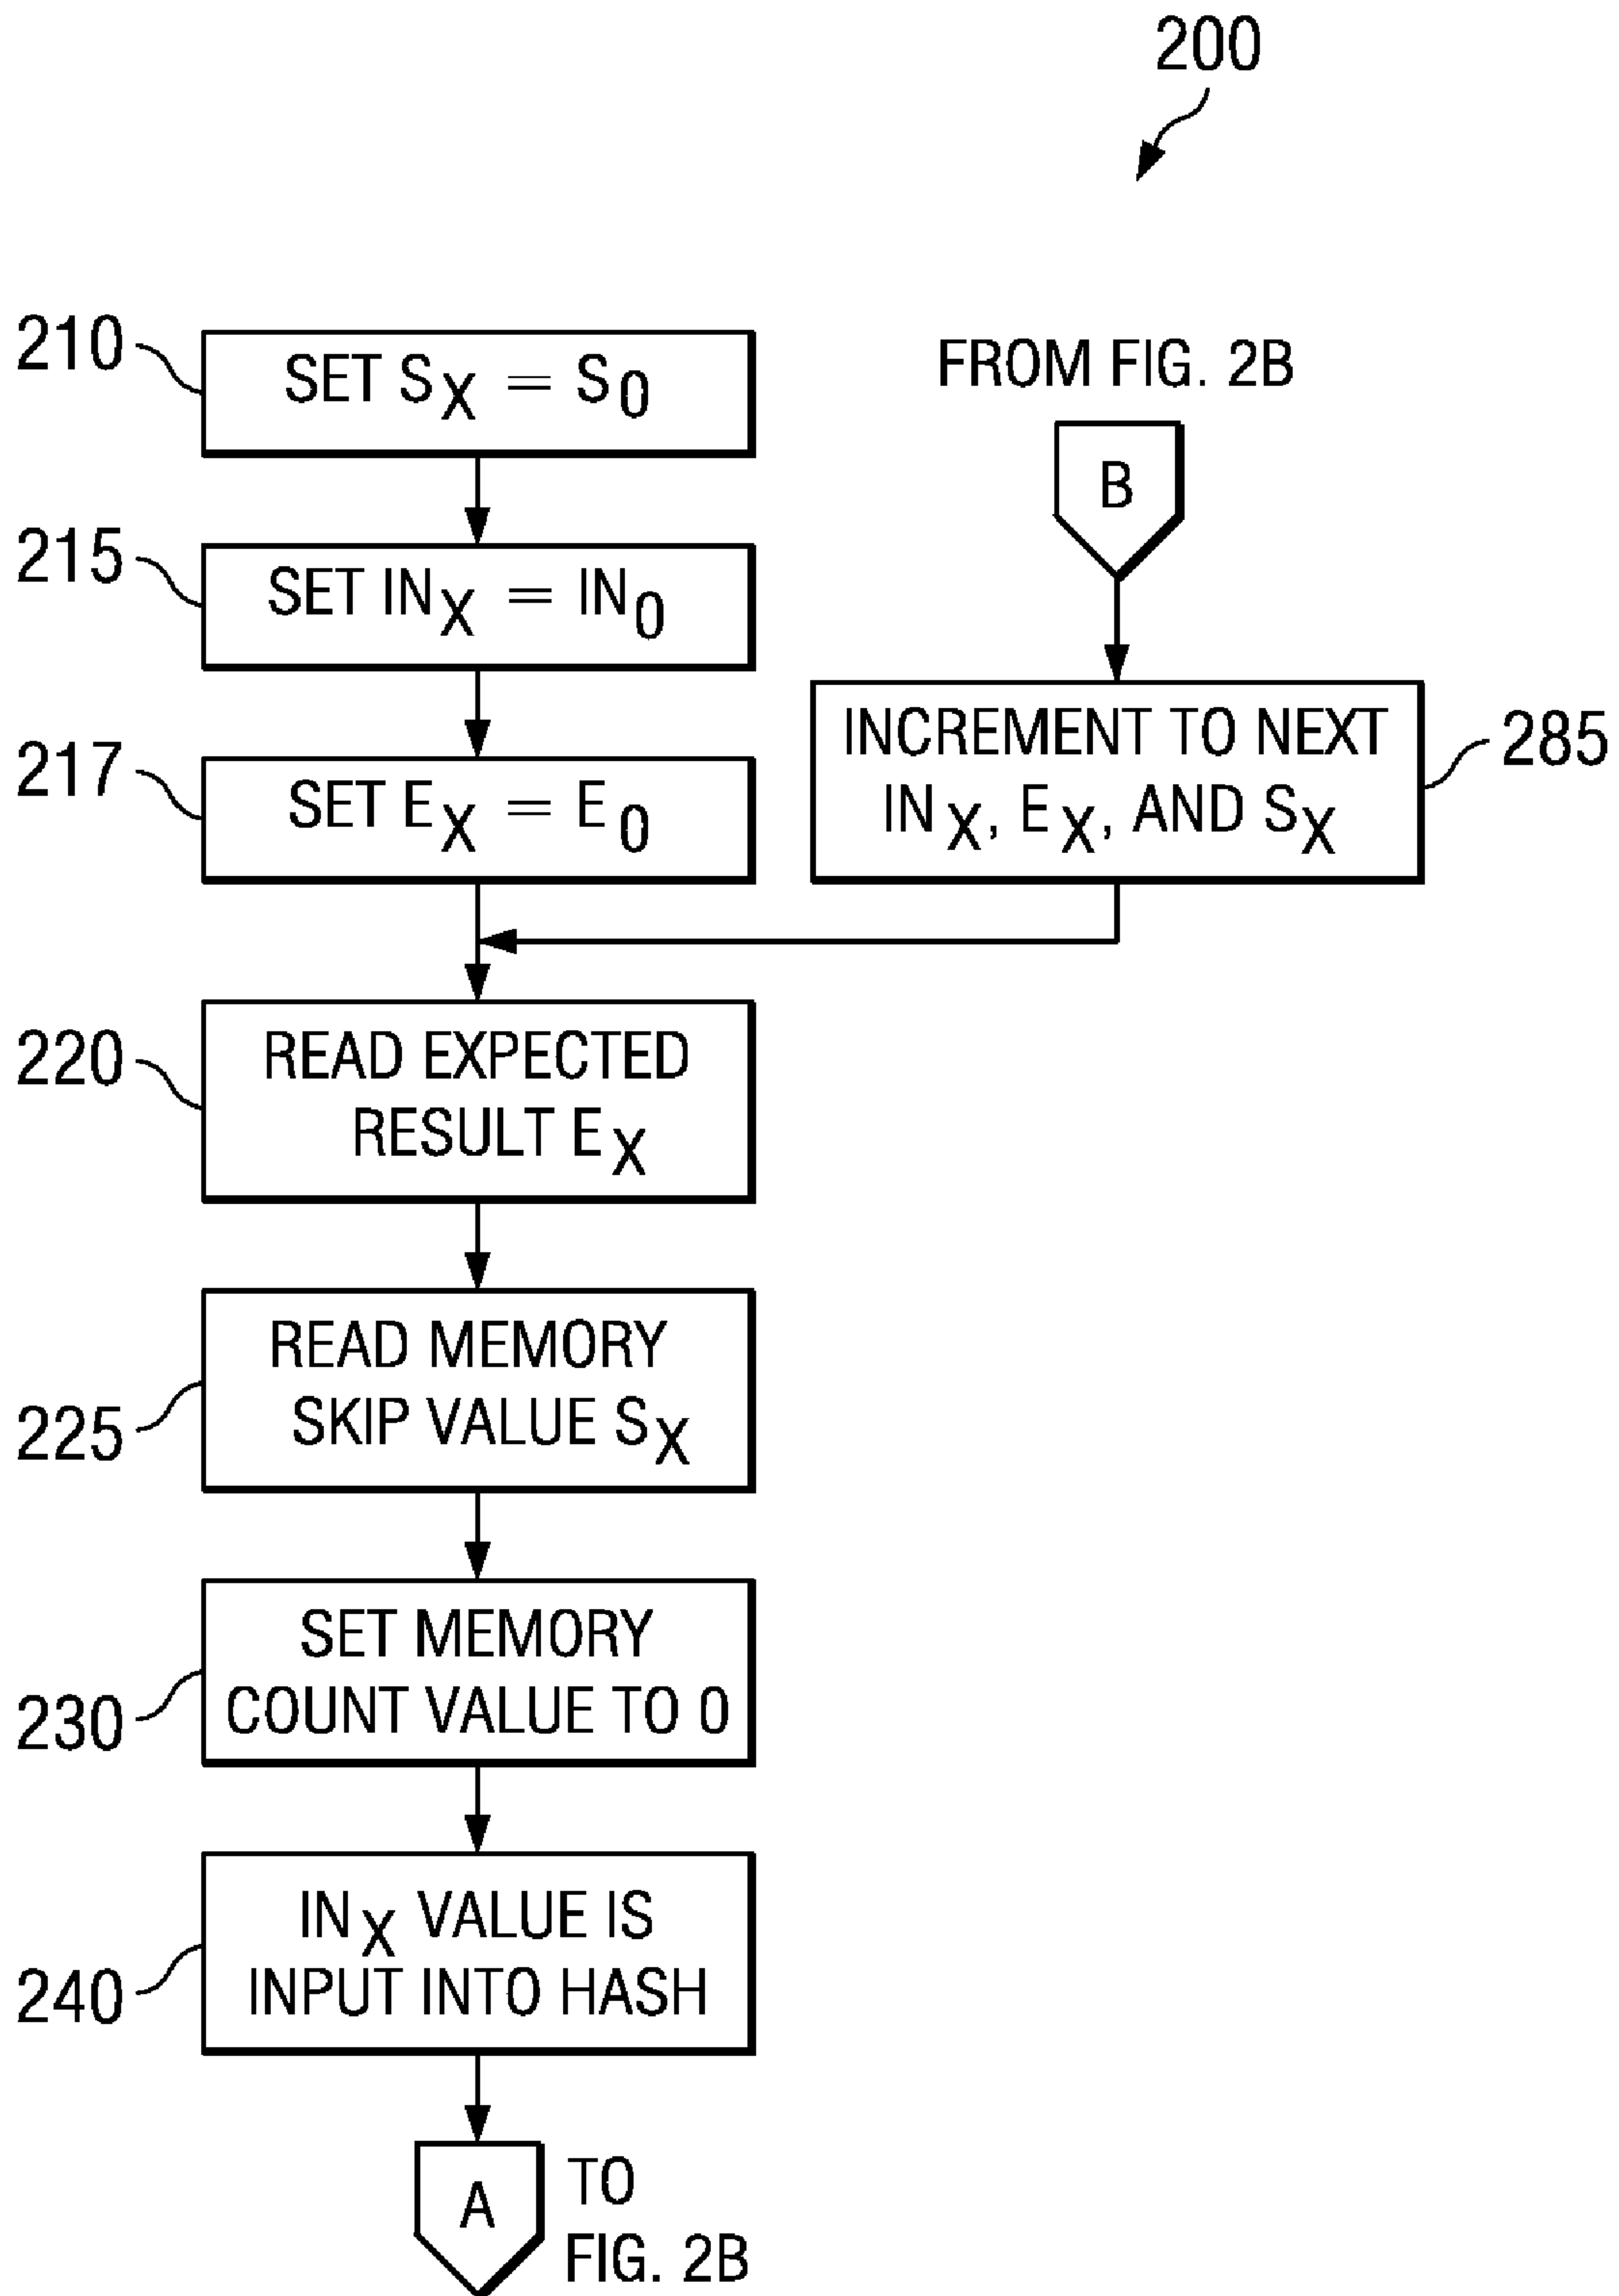 200
210
SET Sₓ = S₀
FROM FIG. 2B
B
215
SET INₓ = IN₀
217
SET Eₓ = E₀
INCREMENT TO NEXT
INₓ, Eₓ, AND Sₓ
285
220
READ EXPECTED
RESULT Eₓ
225
READ MEMORY
SKIP VALUE Sₓ
230
SET MEMORY
COUNT VALUE TO 0
240
INₓ VALUE IS
INPUT INTO HASH
A
TO
FIG. 2B